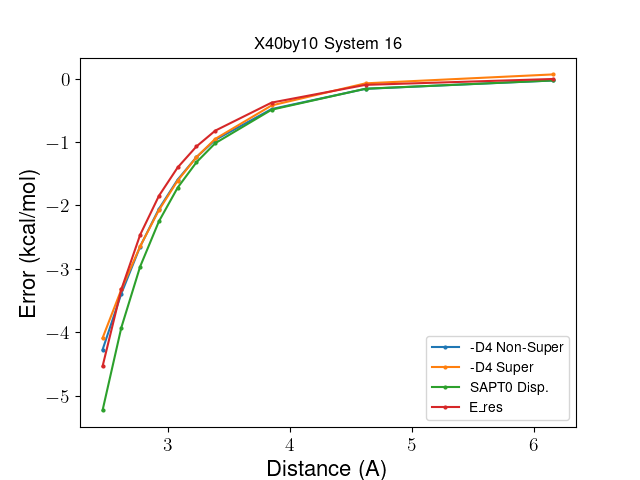 X40by10 System 16
0
−1
−2
−3
−4
−5
Error (kcal/mol)
3
4
5
6
Distance (A)
-D4 Non-Super
-D4 Super
SAPT0 Disp.
E_res